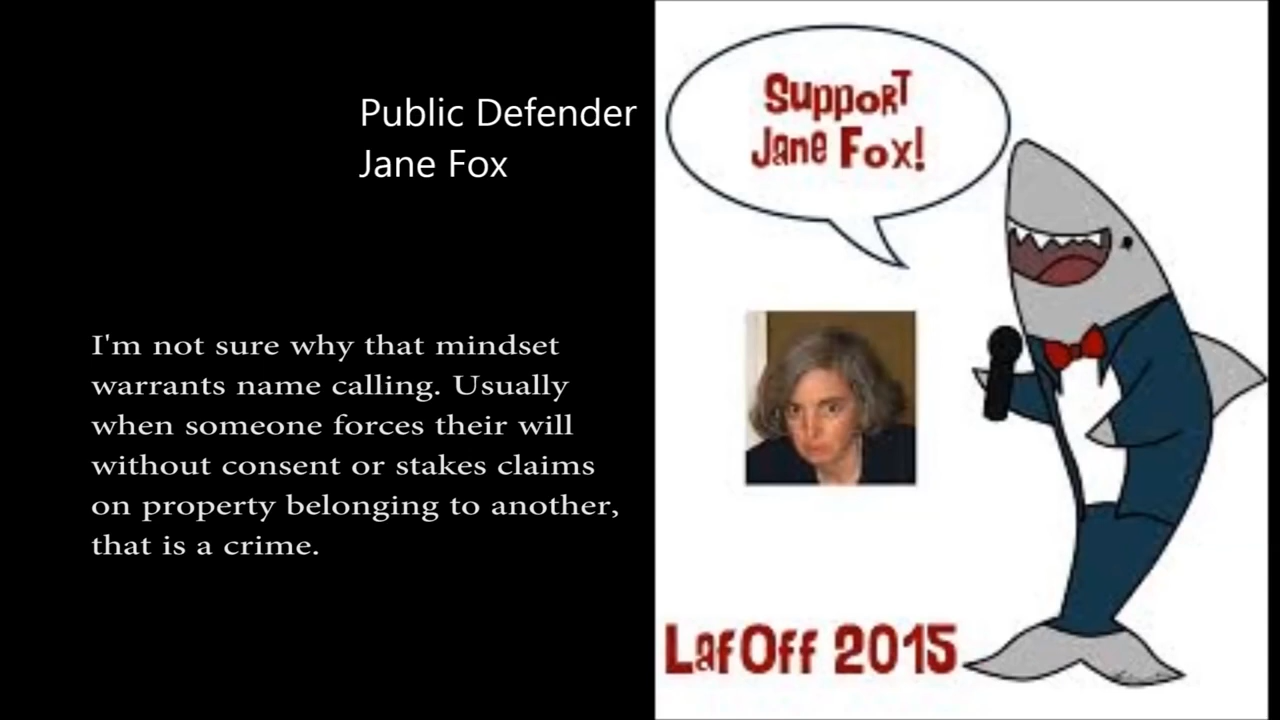 Public Defender
Jane Fox
I'm not sure why that mindset
warrants name calling. Usually
when someone forces their will
without consent or stakes claims
on property belonging to another,
that is a crime.
Support
Jane Fox!
LafOff 2015